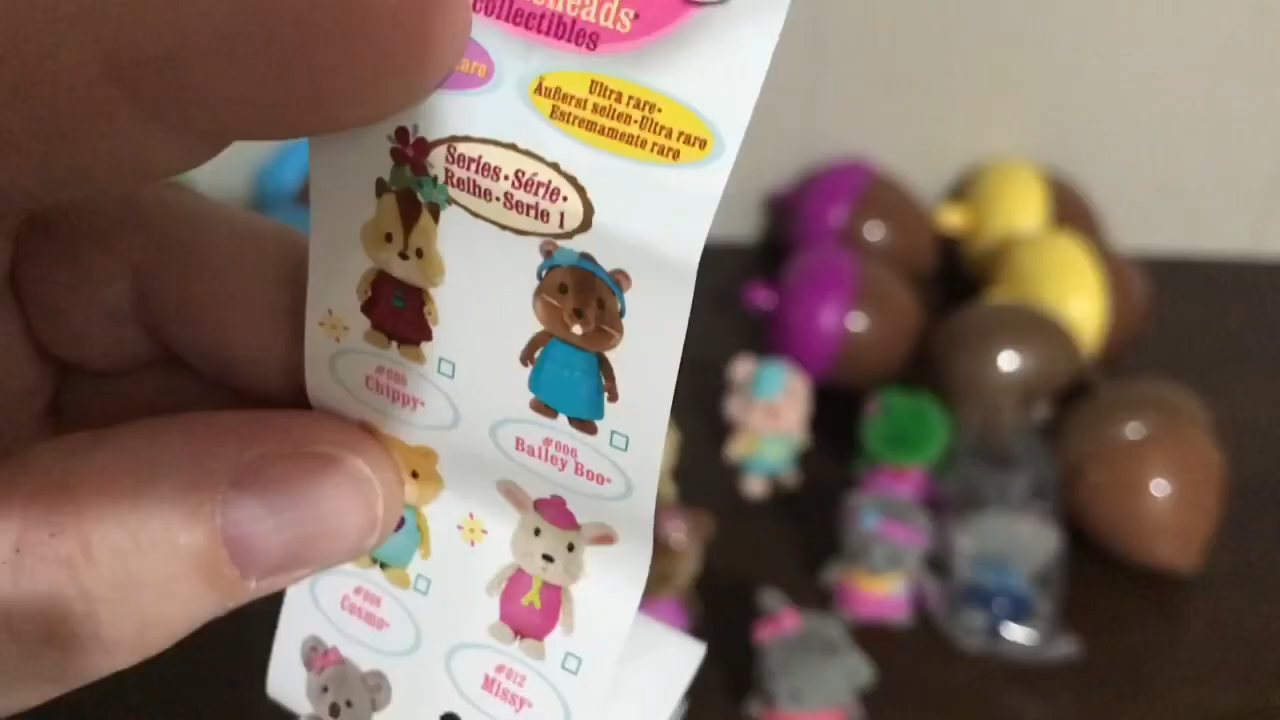 collectibles
Ultra rare•
Äußerst selten•Ultra raro
Estremamente raro
Series•Série•
Reihe•Serie 1
Chippy
#006
Bailey Boo
Cosmo
#012
Missy